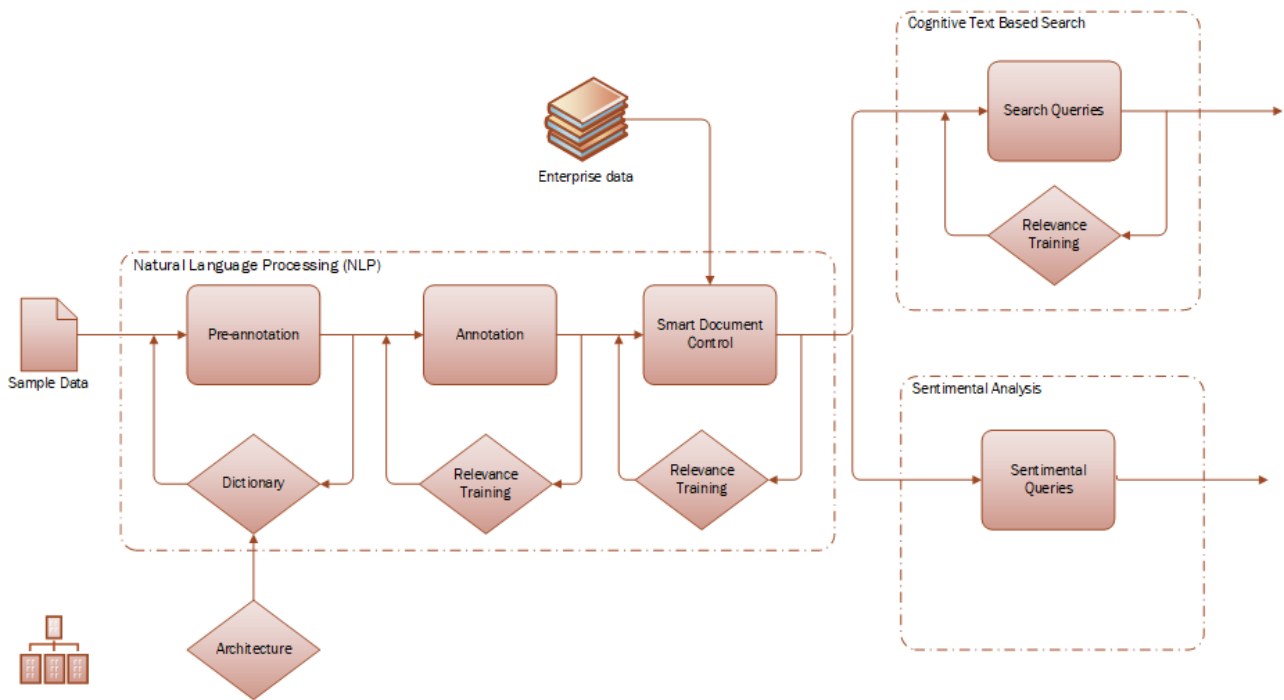 Cognitive Text Based Search
Search Querries
Relevance
Training
Enterprise data
Natural Language Processing (NLP)
Pre-annotation
Annotation
Smart Document
Control
Sample Data
Dictionary
Relevance
Training
Relevance
Training
Architecture
Sentimental Analysis
Sentimental
Queries